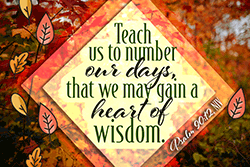 Teach
us to number
our days,
that we may gain a
heart of
wisdom.
Psalm 90:12 NIV